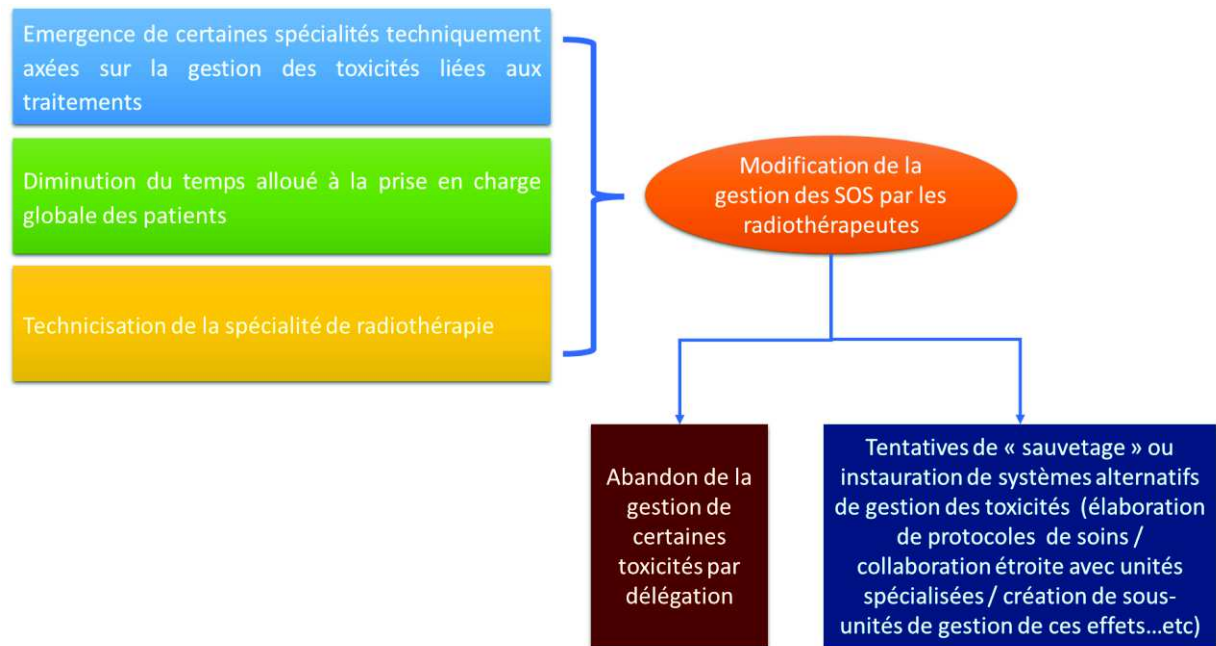 Emergence de certaines spécialités techniquement
axées sur la gestion des toxicités liées aux
traitements
Diminution du temps alloué à la prise en charge
globale des patients
Technicisation de la spécialité de radiothérapie
Modification de la
gestion des SOS par les
radiothérapeutes
Abandon de la
gestion de
certaines
toxicités par
délégation
Tentatives de « sauvetage » ou
instauration de systèmes alternatifs
de gestion des toxicités (élaboration
de protocoles de soins /
collaboration étroite avec unités
spécialisées / création de sous-
unités de gestion de ces effets...etc)